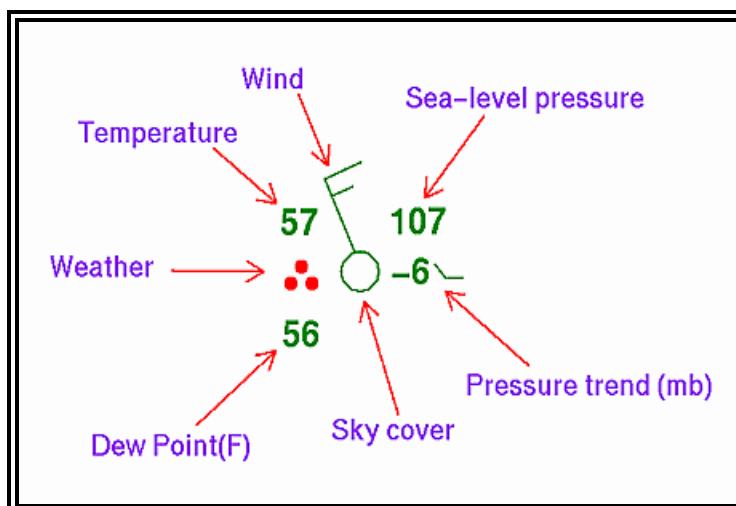 Wind
Sea-level pressure
Temperature
57
107
Weather
-6
56
Pressure trend (mb)
Sky cover
Dew Point(F)